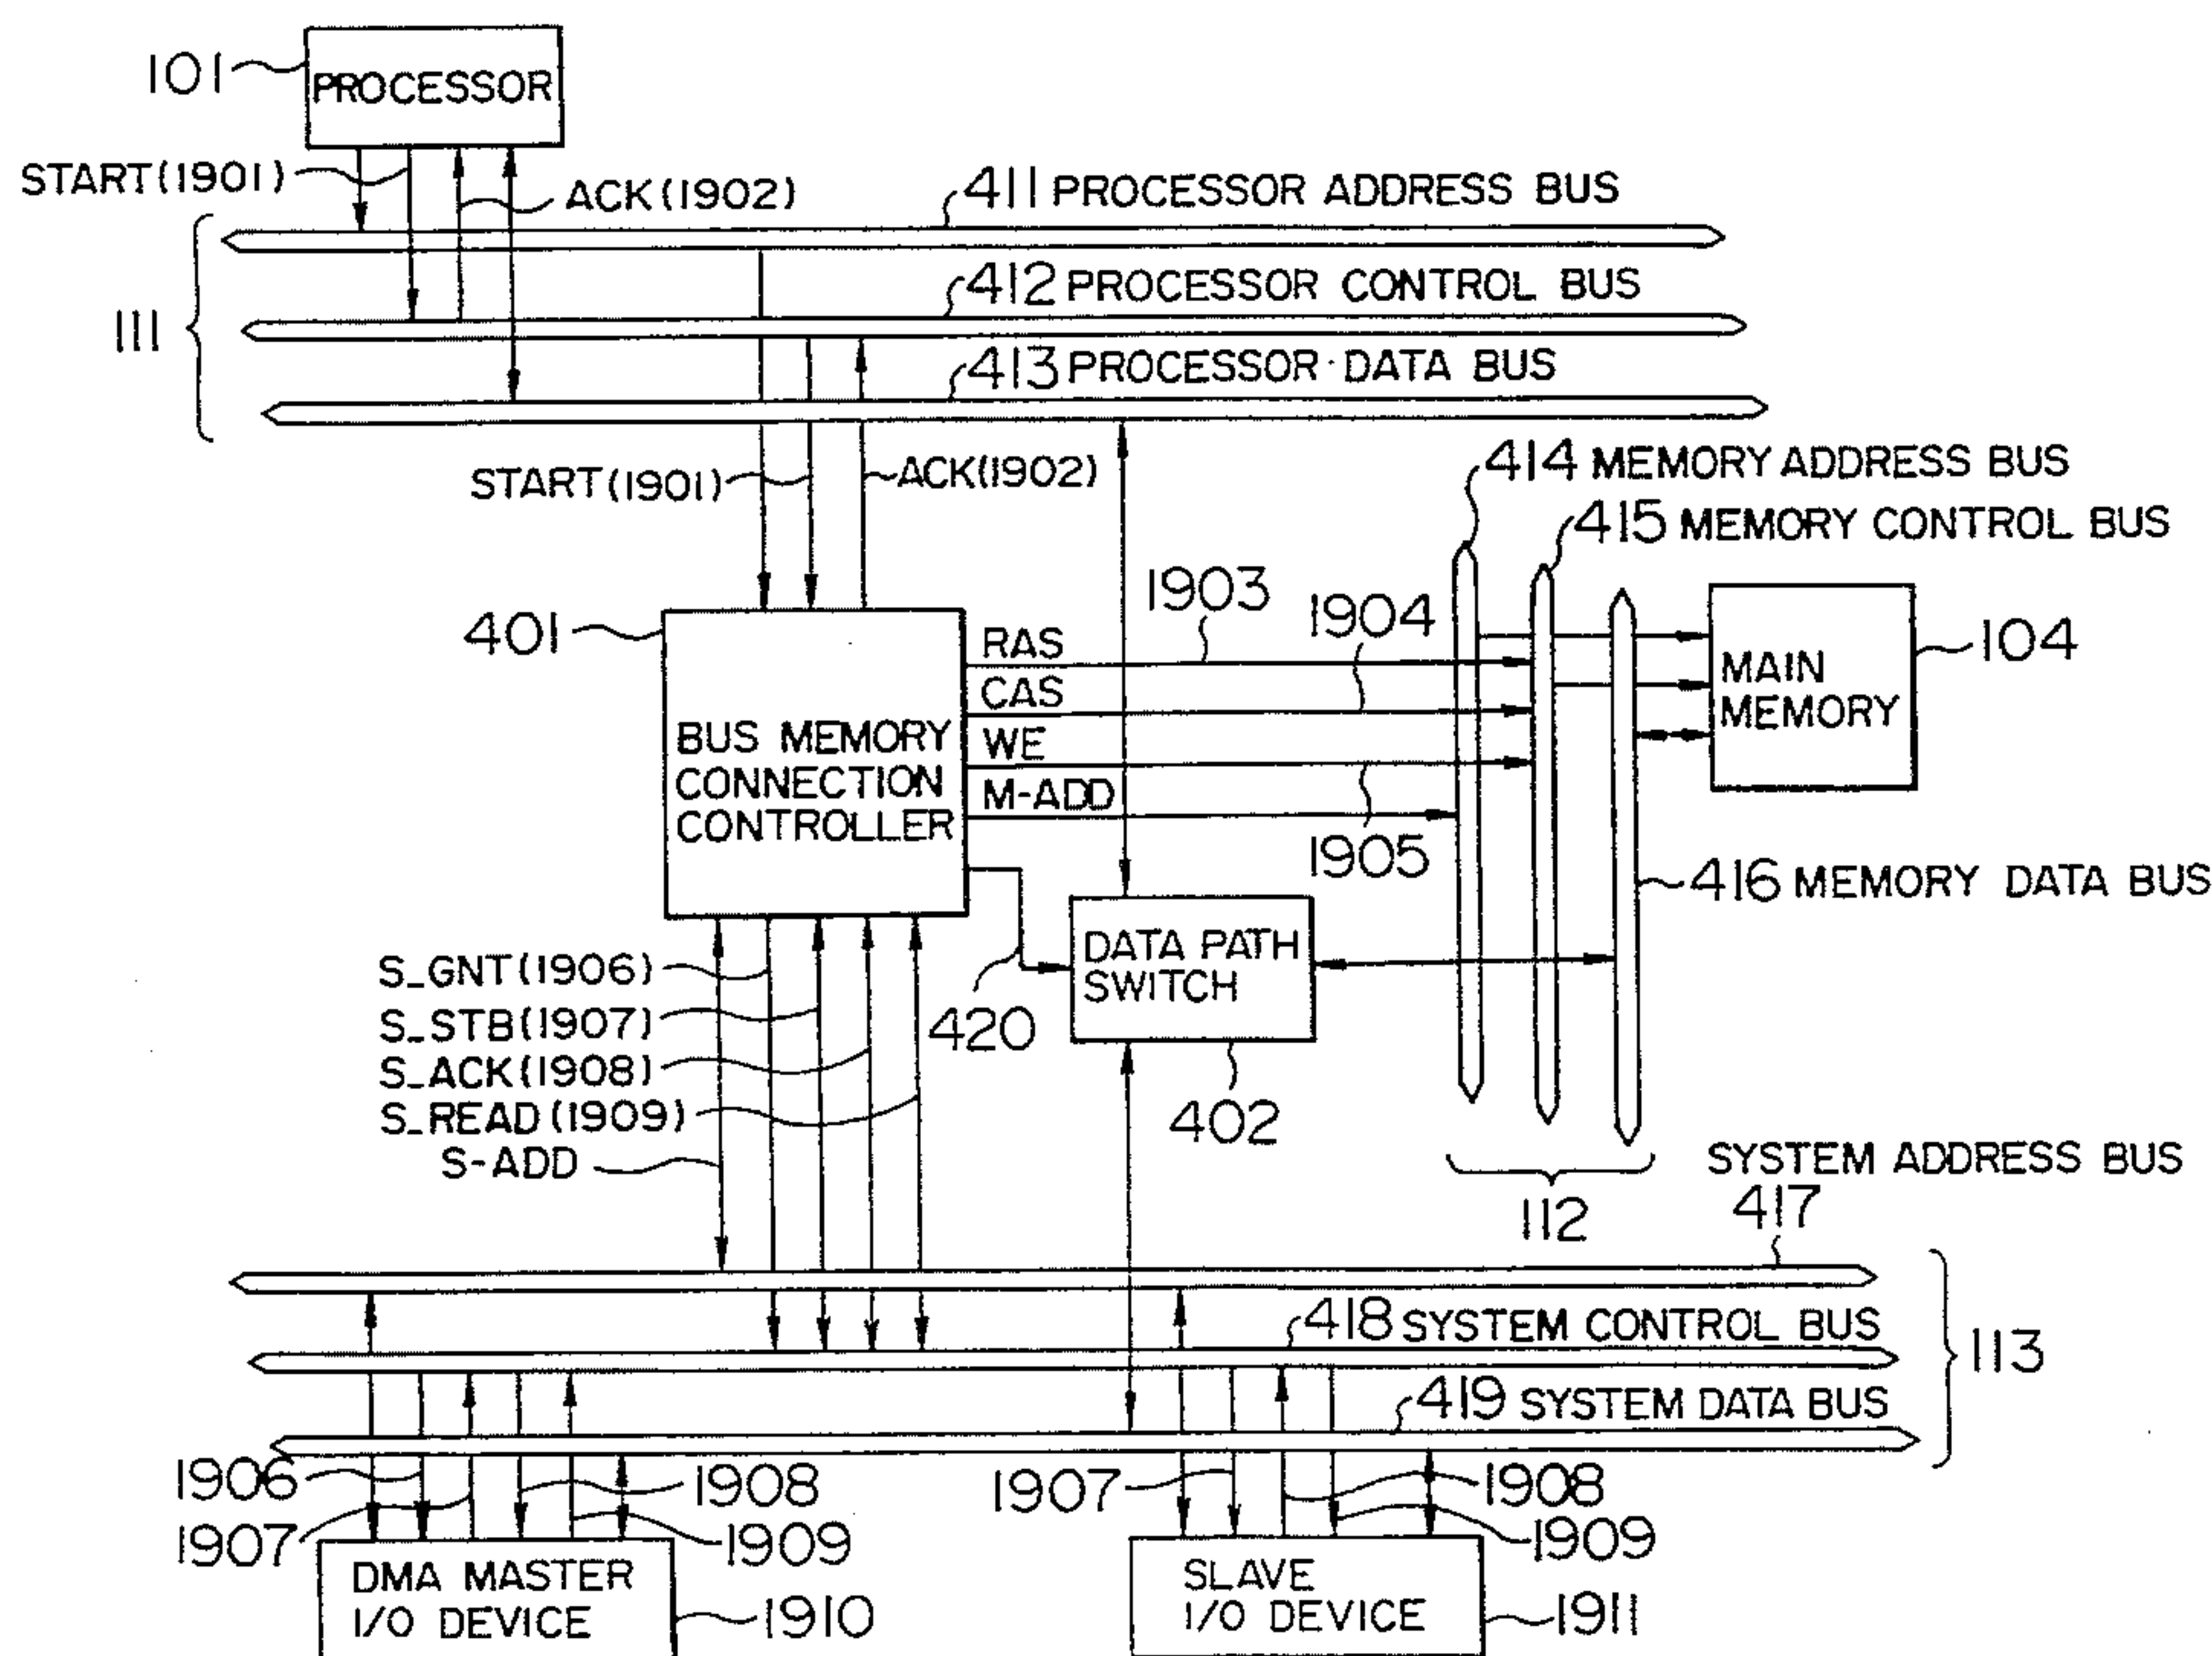 101
PROCESSOR
START(1901)
ACK(1902)
411 PROCESSOR ADDRESS BUS
412 PROCESSOR CONTROL BUS
111
413 PROCESSOR DATA BUS
START(1901)
ACK(1902)
414 MEMORY ADDRESS BUS
415 MEMORY CONTROL BUS
1903
1904
401
RAS
CAS
WE
M-ADD
BUS MEMORY
CONNECTION
CONTROLLER
MAIN
MEMORY
104
1905
416 MEMORY DATA BUS
DATA PATH
SWITCH
S_GNT(1906)
S_STB(1907)
S_ACK(1908)
S_READ(1909)
S-ADD
420
402
112
SYSTEM ADDRESS BUS
417
418 SYSTEM CONTROL BUS
113
419 SYSTEM DATA BUS
1906
1907
1908
1909
1907
1908
1909
DMA MASTER
I/O DEVICE
1910
SLAVE
I/O DEVICE
1911